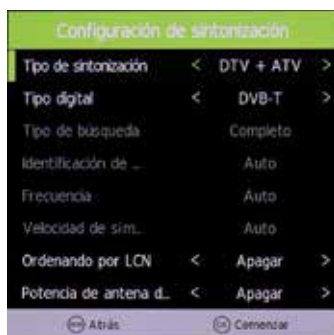 Configuración de sintonización
Tipo de sintonización < DTV + ATV >
Tipo digital < DVB-T >
Tipo de búsqueda Completo
Identificación de ... Auto
Frecuencia Auto
Velocidad de sím... Auto
Ordenando por LCN < Apagar >
Potencia de antena d... < Apagar >
Atrás Comenzar